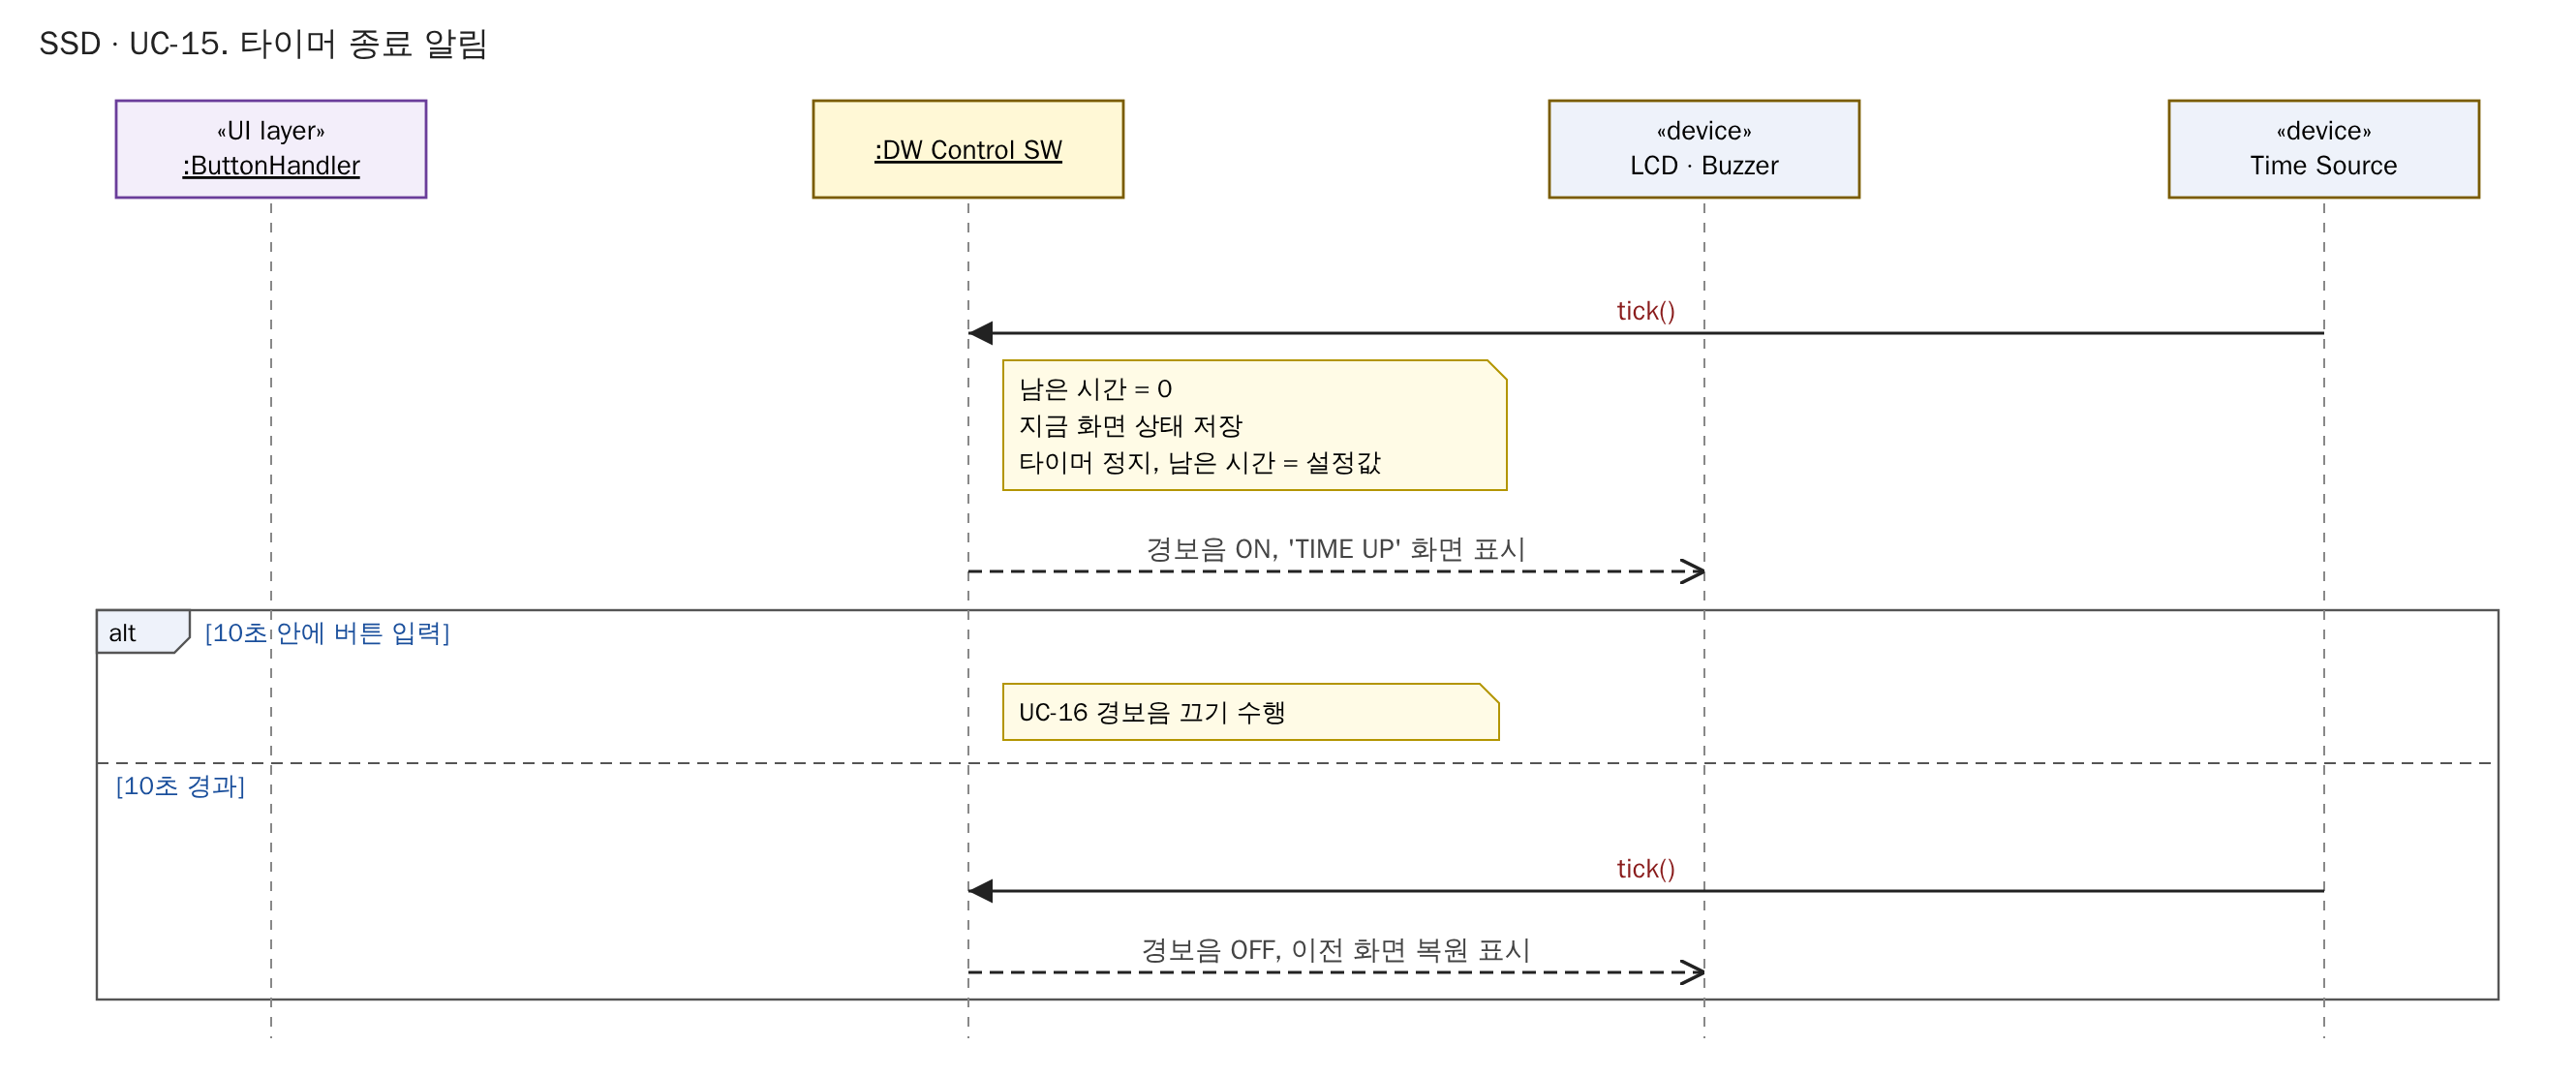 SSD · UC-15. 타이머 종료 알림
«UI layer»
:ButtonHandler
:DW Control SW
«device»
LCD · Buzzer
«device»
Time Source
tick()
남은 시간 = 0
지금 화면 상태 저장
타이머 정지, 남은 시간 = 설정값
경보음 ON, 'TIME UP' 화면 표시
alt
[10초 안에 버튼 입력]
UC-16 경보음 끄기 수행
[10초 경과]
tick()
경보음 OFF, 이전 화면 복원 표시